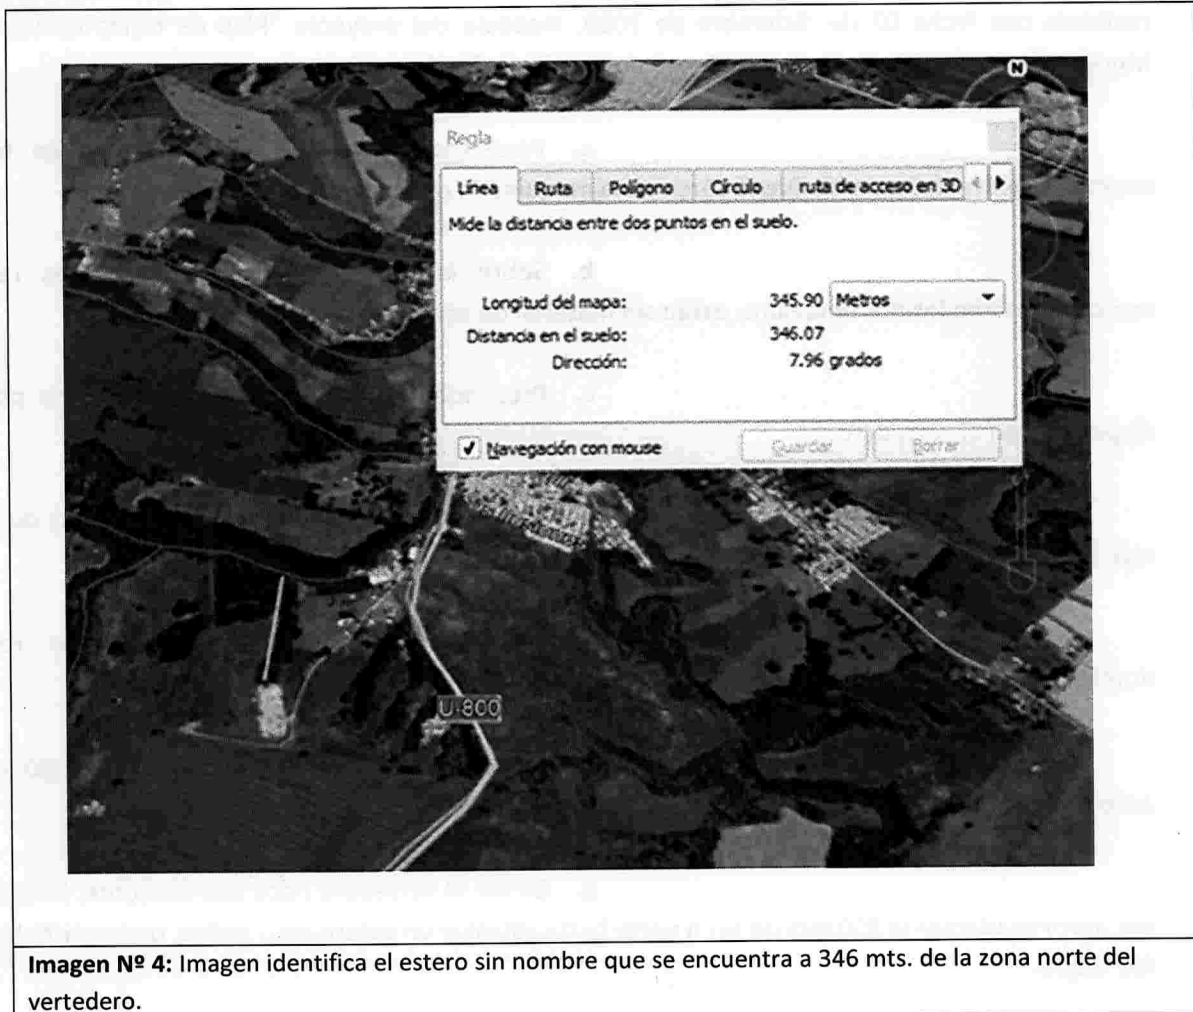 N
Regla
Línea Ruta Polígono Círculo ruta de acceso en 3D
Mide la distancia entre dos puntos en el suelo.
Longitud del mapa: 345.90 Metros
Distancia en el suelo: 346.07
Dirección: 7.96 grados
Navegación con mouse Guardar Borrar
U-800
Imagen Nº 4: Imagen identifica el estero sin nombre que se encuentra a 346 mts. de la zona norte del
vertedero.